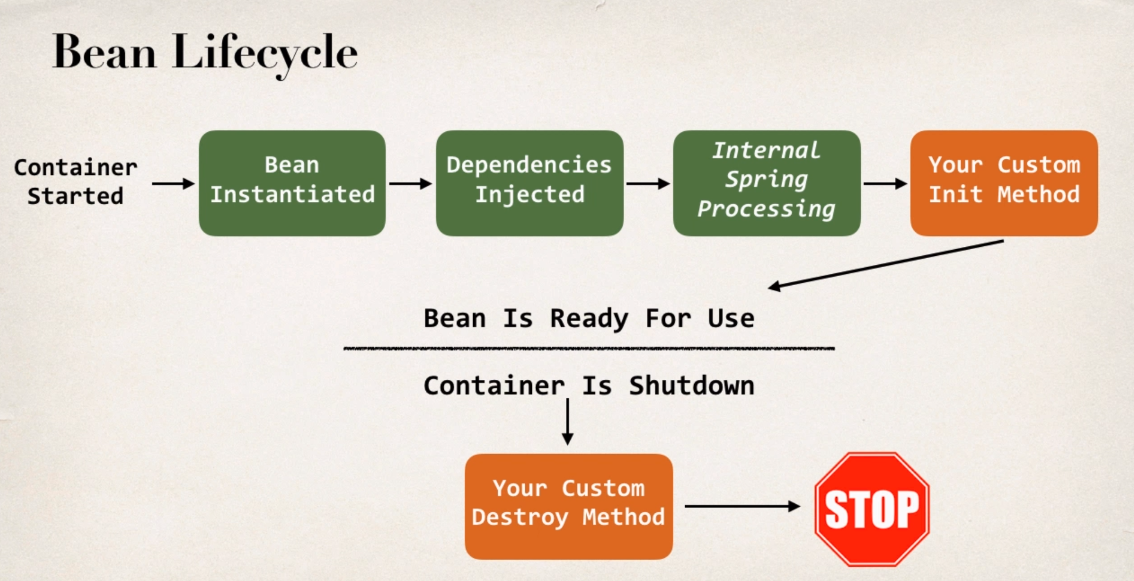 Bean Lifecycle
Container
Started
Bean
Instantiated
Dependencies
Injected
Internal
Spring
Processing
Your Custom
Init Method
Bean Is Ready For Use
Container Is Shutdown
Your Custom
Destroy Method
STOP